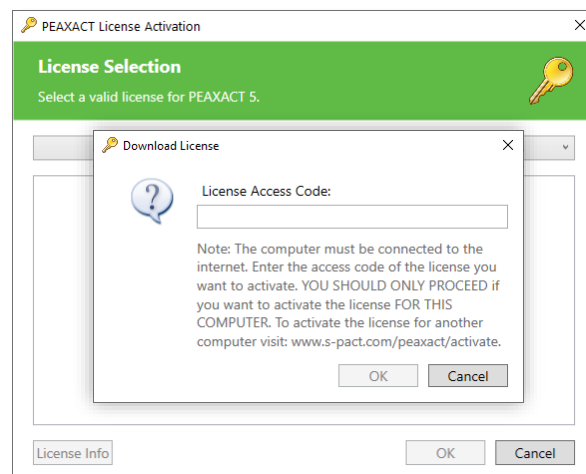 PEAXACT License Activation
License Selection
Select a valid license for PEAXACT 5.
Download License
License Access Code:
Note: The computer must be connected to the
internet. Enter the access code of the license you
want to activate. YOU SHOULD ONLY PROCEED if
you want to activate the license FOR THIS
COMPUTER. To activate the license for another
computer visit: www.s-pact.com/peaxact/activate.
OK Cancel
License Info OK Cancel